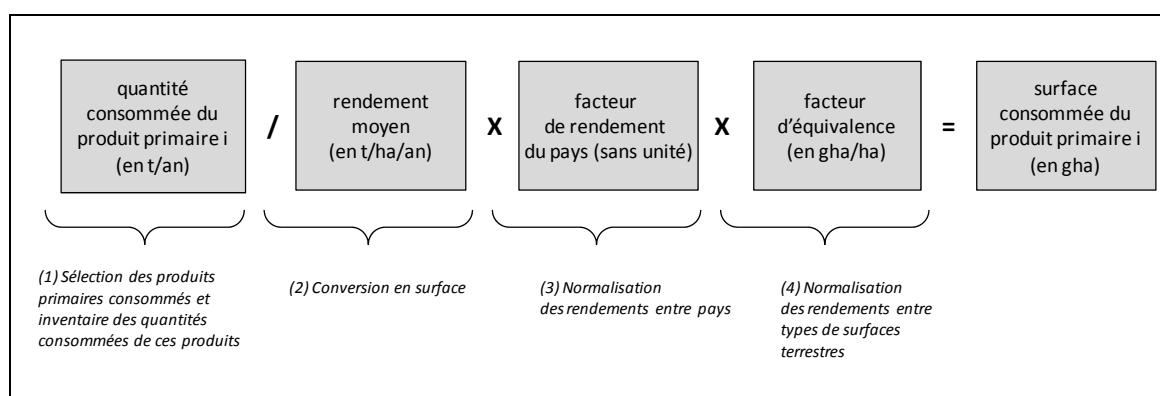 quantité
consommée du
produit primaire i
(en t/an)
/
rendement
moyen
(en t/ha/an)
X
facteur
de rendement
du pays (sans unité)
X
facteur
d'équivalence
(en gha/ha)
=
surface
consommée du
produit primaire i
(en gha)
(1) Sélection des produits
primaires consommés et
inventaire des quantités
consommées de ces produits
(2) Conversion en surface
(3) Normalisation
des rendements entre pays
(4) Normalisation
des rendements entre
types de surfaces
terrestres